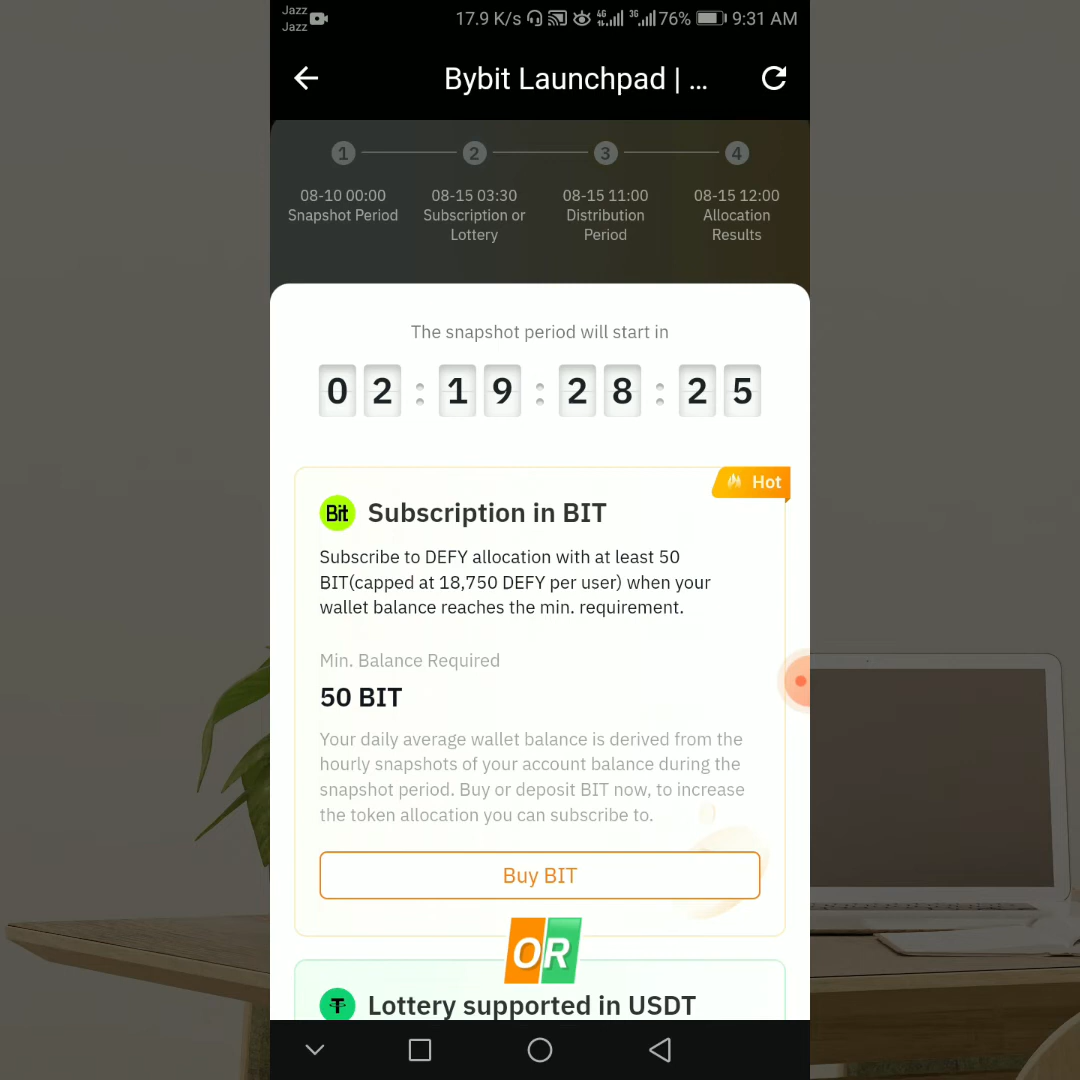 Jazz
Jazz
17.9 K/s 4G 3G 76% 9:31 AM
Bybit Launchpad | ...
1 2 3 4
08-10 00:00 08-15 03:30 08-15 11:00 08-15 12:00
Snapshot Period Subscription or Distribution Allocation
Lottery Period Results
The snapshot period will start in
02 : 19 : 28 : 25
Hot
Bit Subscription in BIT
Subscribe to DEFY allocation with at least 50
BIT(capped at 18,750 DEFY per user) when your
wallet balance reaches the min. requirement.
Min. Balance Required
50 BIT
Your daily average wallet balance is derived from the
hourly snapshots of your account balance during the
snapshot period. Buy or deposit BIT now, to increase
the token allocation you can subscribe to.
Buy BIT
OR
Lottery supported in USDT